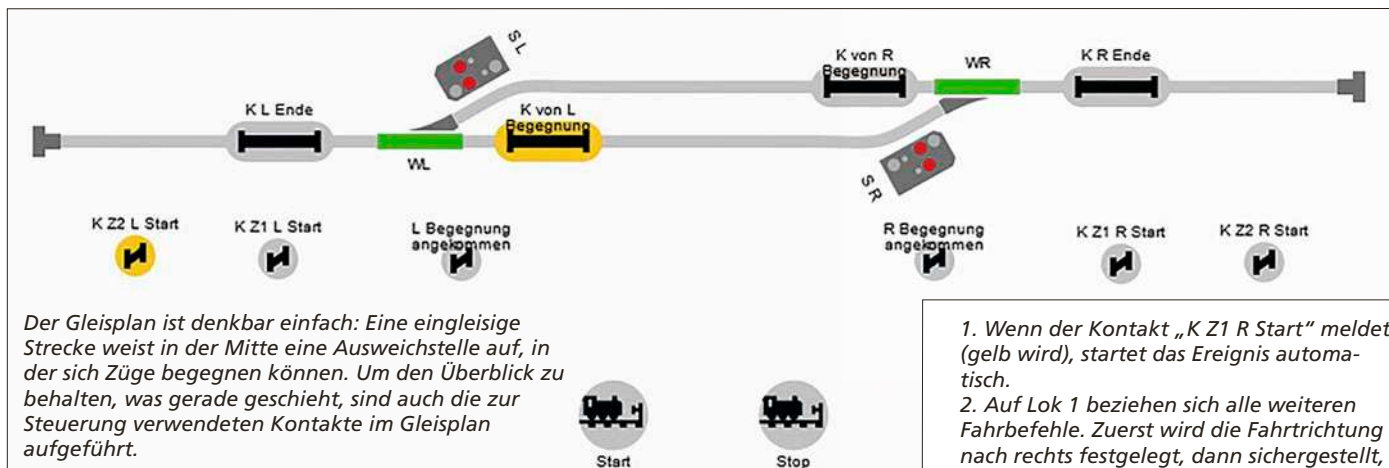 S L
K von R
Begegnung
WR
K R Ende
K L Ende
K von L
Begegnung
WL
S R
K Z2 L Start
K Z1 L Start
L Begegnung
angekommen
R Begegnung
angekommen
K Z1 R Start
K Z2 R Start
Der Gleisplan ist denkbar einfach: Eine eingleisige
Strecke weist in der Mitte eine Ausweichstelle auf, in
der sich Züge begegnen können. Um den Überblick zu
behalten, was gerade geschieht, sind auch die zur
Steuerung verwendeten Kontakte im Gleisplan
aufgeführt.
Start
Stop
1. Wenn der Kontakt „K Z1 R Start“ meldet
(gelb wird), startet das Ereignis automa-
tisch.
2. Auf Lok 1 beziehen sich alle weiteren
Fahrbefehle. Zuerst wird die Fahrtrichtung
nach rechts festgelegt, dann sichergestellt,